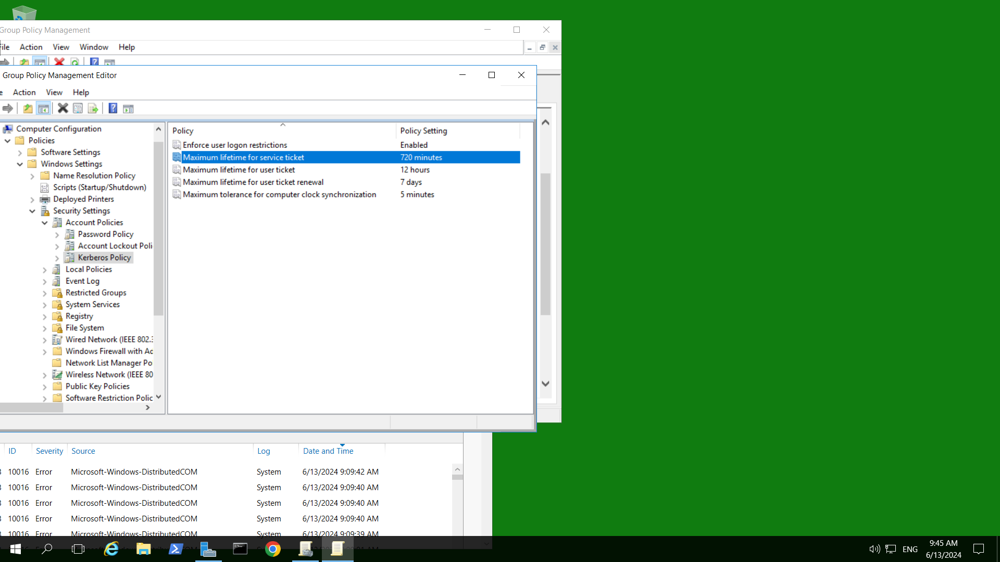 Group Policy Management
File Action View Window Help
Group Policy Management Editor
Action View Help
Computer Configuration
Policies
Software Settings
Windows Settings
Name Resolution Policy
Scripts (Startup/Shutdown)
Deployed Printers
Security Settings
Account Policies
Password Policy
Account Lockout Poli
Kerberos Policy
Local Policies
Event Log
Restricted Groups
System Services
Registry
File System
Wired Network (IEEE 802.3
Windows Firewall with Ad
Network List Manager Po
Wireless Network (IEEE 80
Public Key Policies
Software Restriction Polic
Policy Policy Setting
Enforce user logon restrictions Enabled
Maximum lifetime for service ticket 720 minutes
Maximum lifetime for user ticket 12 hours
Maximum lifetime for user ticket renewal 7 days
Maximum tolerance for computer clock synchronization 5 minutes
ID Severity Source Log Date and Time
10016 Error Microsoft-Windows-DistributedCOM System 6/13/2024 9:09:42 AM
10016 Error Microsoft-Windows-DistributedCOM System 6/13/2024 9:09:40 AM
10016 Error Microsoft-Windows-DistributedCOM System 6/13/2024 9:09:40 AM
10016 Error Microsoft-Windows-DistributedCOM System 6/13/2024 9:09:40 AM
10016 Error Microsoft-Windows-DistributedCOM System 6/13/2024 9:09:39 AM
ENG
9:45 AM
6/13/2024